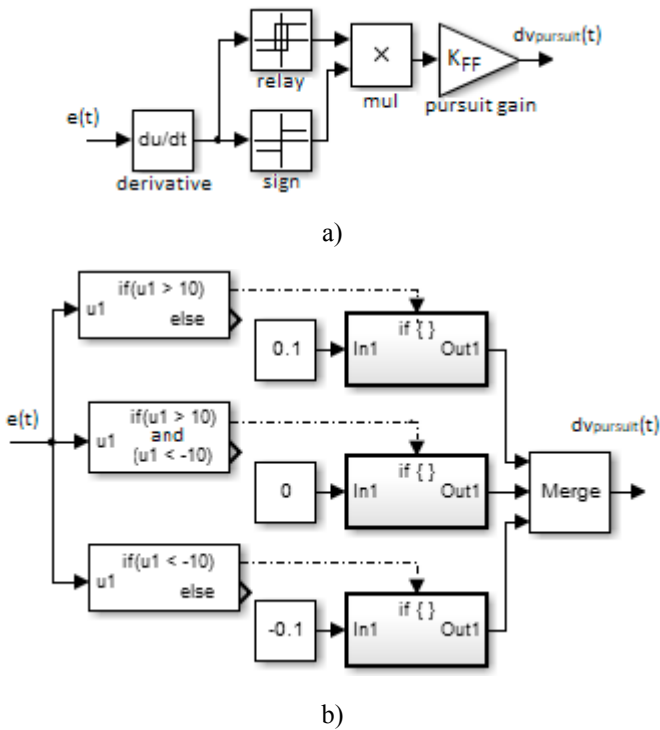 dvpursuit(t)
relay
×
mul
KFF
pursuit gain
e(t)
du/dt
derivative
sign
a)
if(u1 > 10)
u1
else
if { }
0.1
In1
Out1
e(t)
if(u1 > 10)
u1
and
(u1 < -10)
if { }
0
In1
Out1
dvpursuit(t)
Merge
if(u1 < -10)
u1
else
if { }
-0.1
In1
Out1
b)